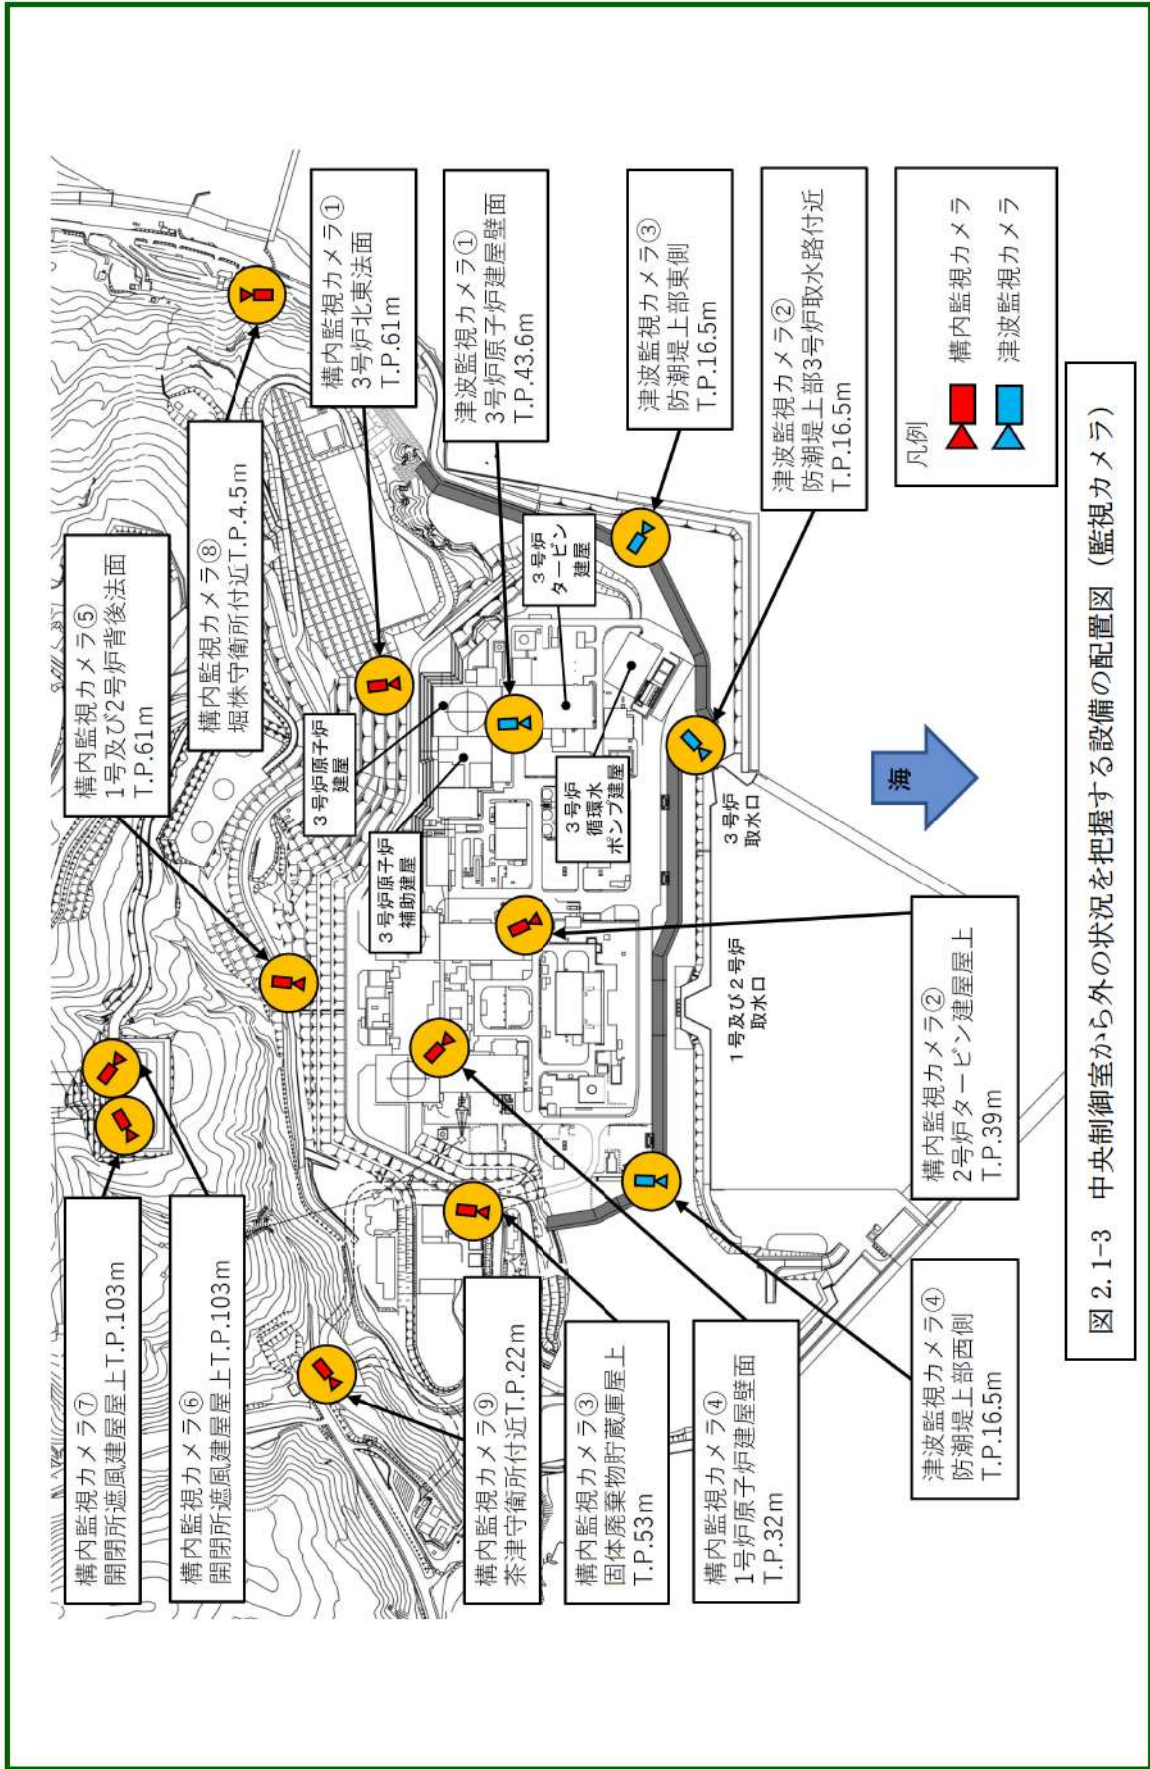 構内監視カメラ⑦
開閉所遮風建屋屋上T.P.103m
構内監視カメラ⑥
開閉所遮風建屋屋上T.P.103m
構内監視カメラ⑤
1号及び2号炉背後法面
T.P.61m
構内監視カメラ⑧
堀株守衛所付近T.P.4.5m
構内監視カメラ①
3号炉北東法面
T.P.61m
津波監視カメラ①
3号炉原子炉建屋壁面
T.P.43.6m
津波監視カメラ③
防潮堤上部東側
T.P.16.5m
津波監視カメラ②
防潮堤上部3号炉取水路付近
T.P.16.5m
3号炉原子炉
建屋
3号炉原子炉
補助建屋
3号炉
タービン
建屋
3号炉
循環水
ポンプ建屋
3号炉
取水口
1号及び2号炉
取水口
海
構内監視カメラ⑨
茶津守衛所付近T.P.22m
構内監視カメラ③
固体廃棄物貯蔵庫屋上
T.P.53m
構内監視カメラ④
1号炉原子炉建屋壁面
T.P.32m
津波監視カメラ④
防潮堤上部西側
T.P.16.5m
構内監視カメラ②
2号炉タービン建屋屋上
T.P.39m
凡例
構内監視カメラ
津波監視カメラ
図 2.1-3 中央制御室から外の状況を把握する設備の配置図（監視カメラ）